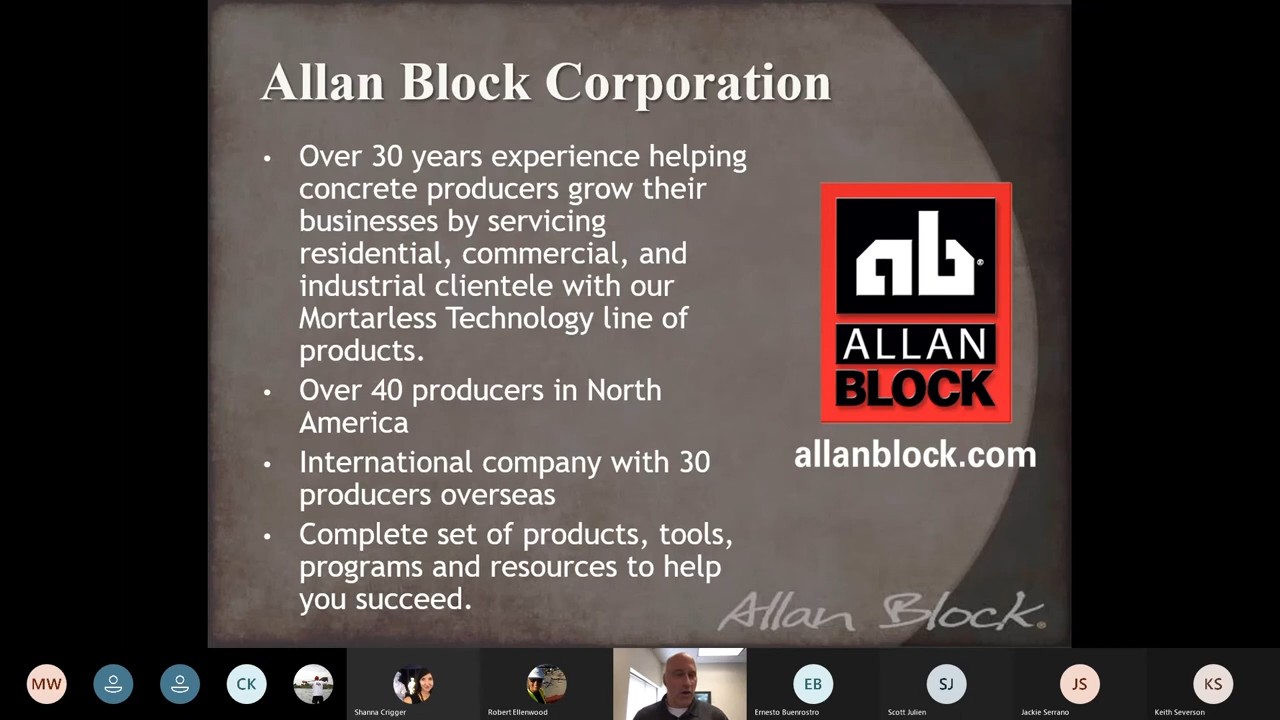 Allan Block Corporation
• Over 30 years experience helping
concrete producers grow their
businesses by servicing
residential, commercial, and
industrial clientele with our
Mortarless Technology line of
products.
• Over 40 producers in North
America
• International company with 30
producers overseas
• Complete set of products, tools,
programs and resources to help
you succeed.
ab®
ALLAN
BLOCK
allanblock.com
Allan Block®
MW
CK
EB
SJ
JS
KS
Shanna Crigger
Robert Ellenwood
Ernesto Buenrostro
Scott Julien
Jackie Serrano
Keith Severson